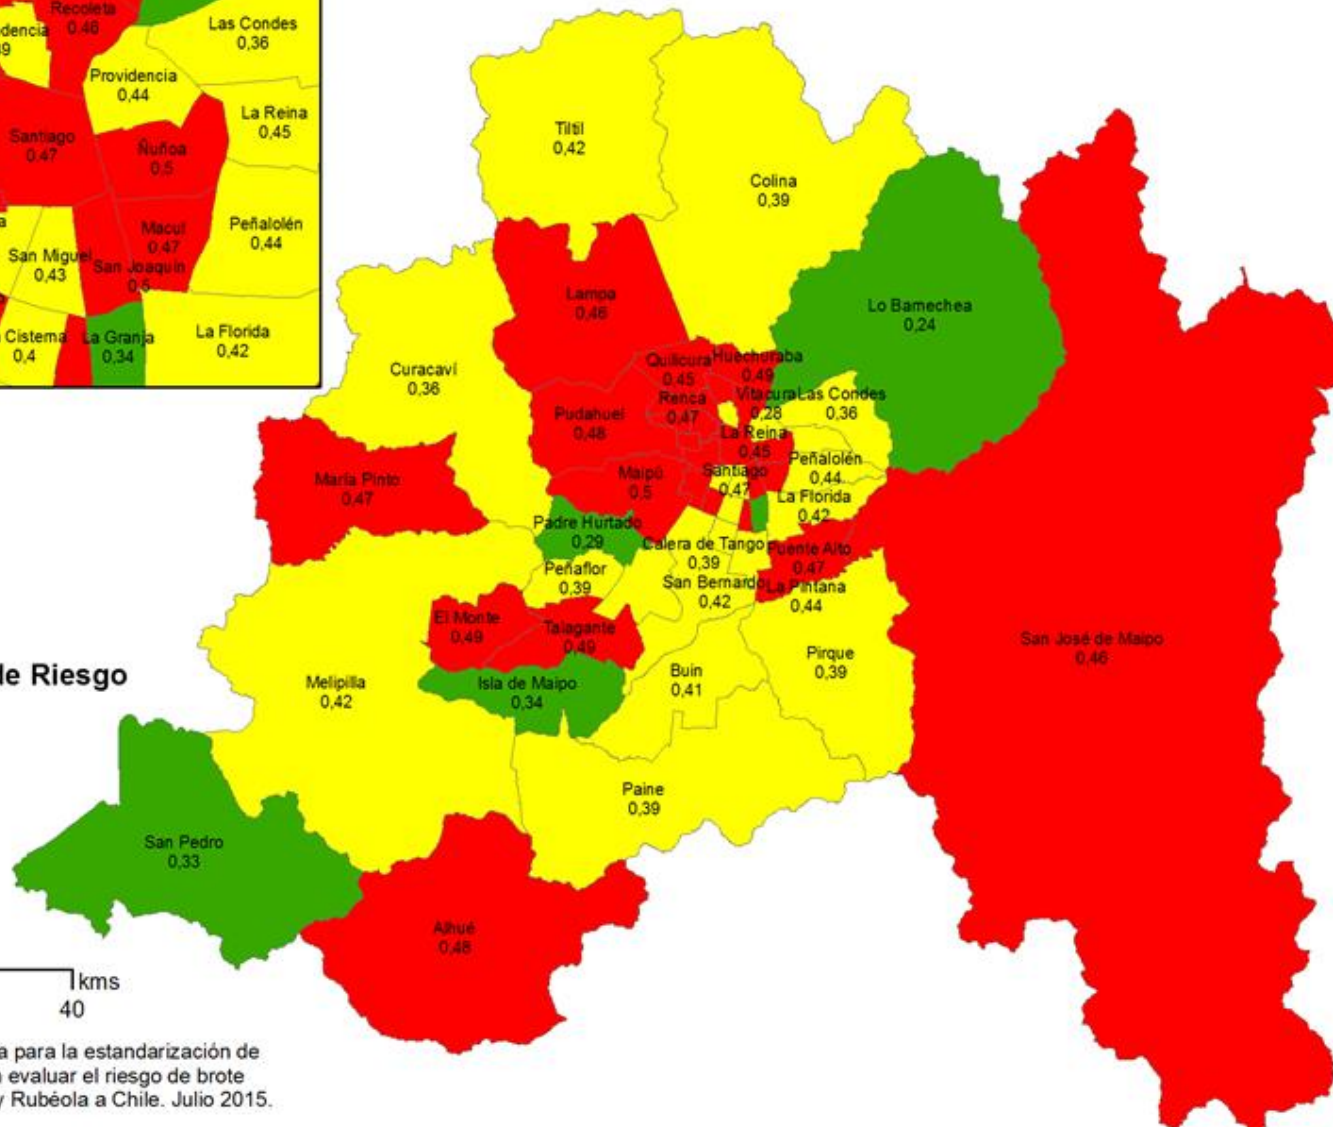 Recoleta
0.46
Las Condes
0,36
Providencia
0,44
La Reina
0,45
Santiago
0.47
Ñuñoa
0.5
Macul
0.47
Peñalolén
0,44
San Miguel
0,43
San Joaquín
Cisterna
0,4
La Granja
0,34
La Florida
0,42
Tiltil
0,42
Colina
0,39
Lo Barnechea
0,24
Lampa
0,46
Curacaví
0,36
Quilicura
0,45
Huechuraba
0,49
Renca
0,47
Vitacura
0,28
Las Condes
0,36
Pudahuel
0,48
La Reina
0,45
María Pinto
0,47
Maipú
0,5
Santiago
0,47
Peñalolén
0,44
La Florida
0,42
Padre Hurtado
0,29
Calera de Tango
0,39
Puente Alto
0,47
Peñaflor
0,39
San Bernardo
0,42
La Pintana
0,44
El Monte
0,49
Talagante
0,49
San José de Maipo
0,46
Pirque
0,39
Buin
0,41
Isla de Maipo
0,34
Melipilla
0,42
de Riesgo
Paine
0,39
San Pedro
0,33
Alhué
0,48
kms
40
a para la estandarización de
evaluar el riesgo de brote
y Rubéola a Chile. Julio 2015.